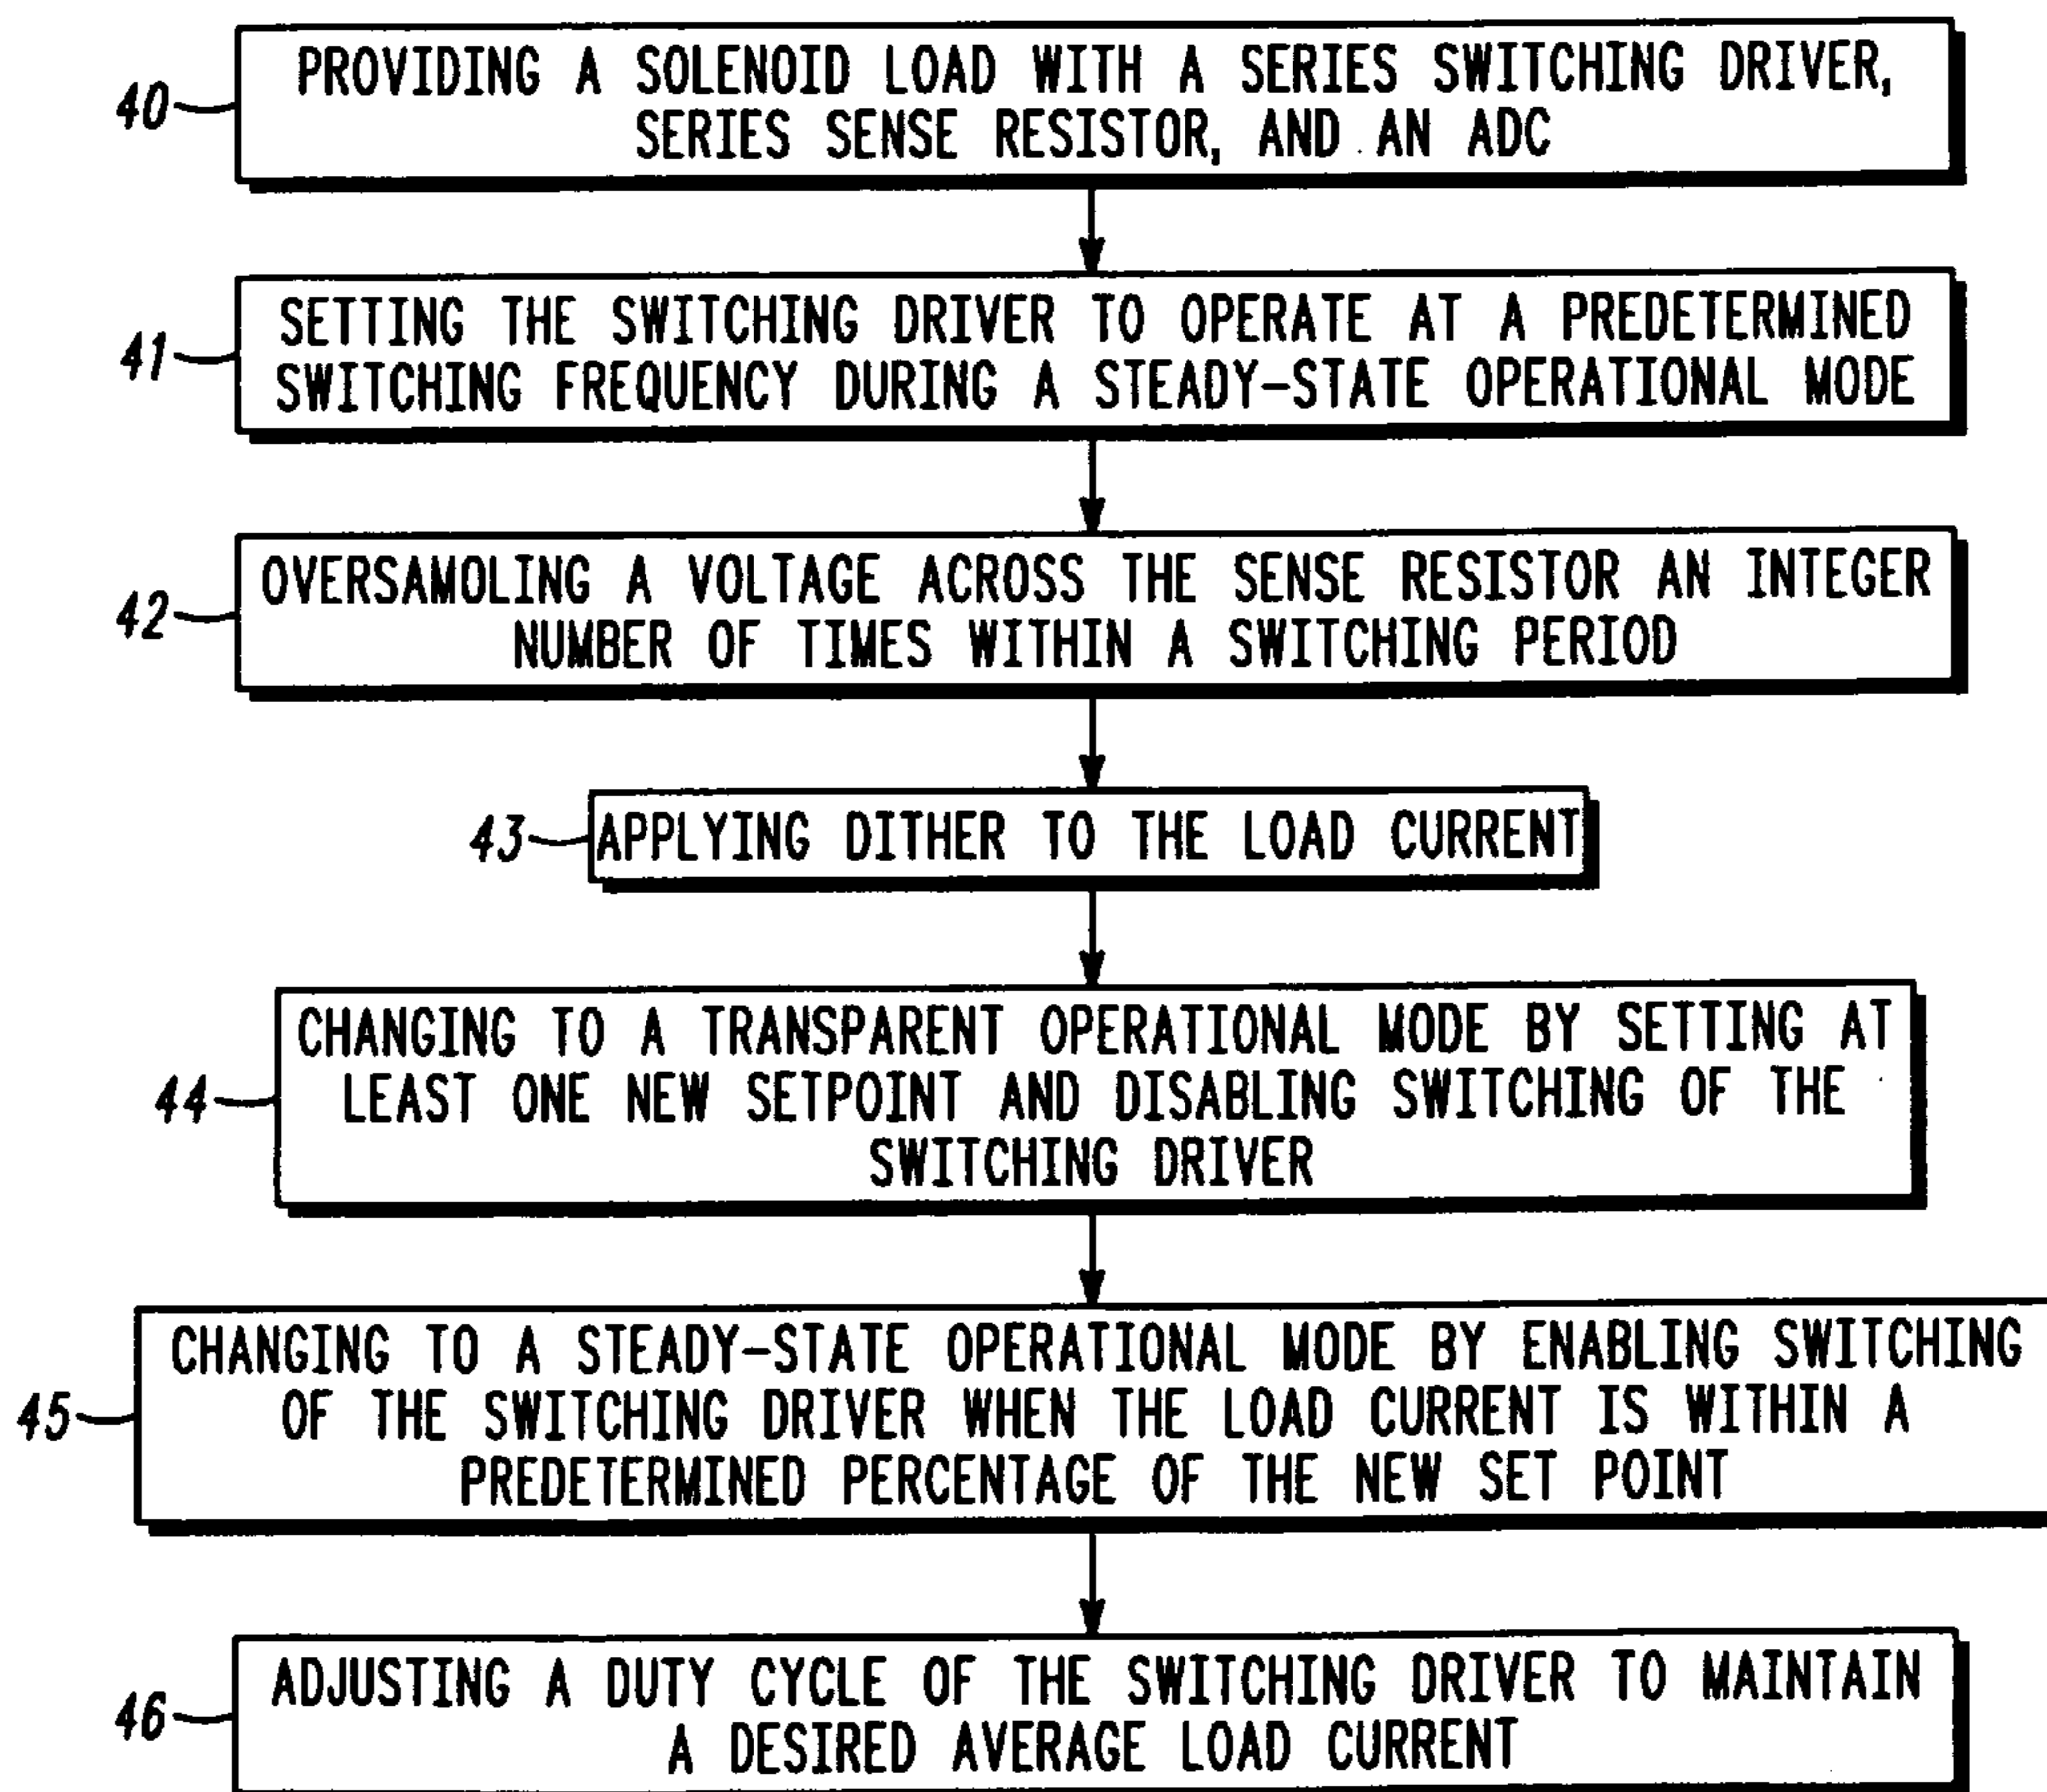 40
PROVIDING A SOLENOID LOAD WITH A SERIES SWITCHING DRIVER,
SERIES SENSE RESISTOR, AND AN ADC
41
SETTING THE SWITCHING DRIVER TO OPERATE AT A PREDETERMINED
SWITCHING FREQUENCY DURING A STEADY-STATE OPERATIONAL MODE
42
OVERSAMOLING A VOLTAGE ACROSS THE SENSE RESISTOR AN INTEGER
NUMBER OF TIMES WITHIN A SWITCHING PERIOD
43
APPLYING DITHER TO THE LOAD CURRENT
44
CHANGING TO A TRANSPARENT OPERATIONAL MODE BY SETTING AT
LEAST ONE NEW SETPOINT AND DISABLING SWITCHING OF THE
SWITCHING DRIVER
45
CHANGING TO A STEADY-STATE OPERATIONAL MODE BY ENABLING SWITCHING
OF THE SWITCHING DRIVER WHEN THE LOAD CURRENT IS WITHIN A
PREDETERMINED PERCENTAGE OF THE NEW SET POINT
46
ADJUSTING A DUTY CYCLE OF THE SWITCHING DRIVER TO MAINTAIN
A DESIRED AVERAGE LOAD CURRENT